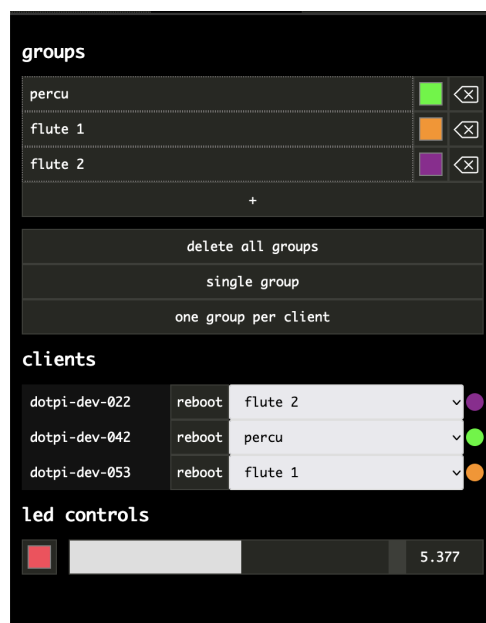 groups
percu
flute 1
flute 2
+
delete all groups
single group
one group per client
clients
dotpi-dev-022 reboot flute 2
dotpi-dev-042 reboot percu
dotpi-dev-053 reboot flute 1
led controls
5.377